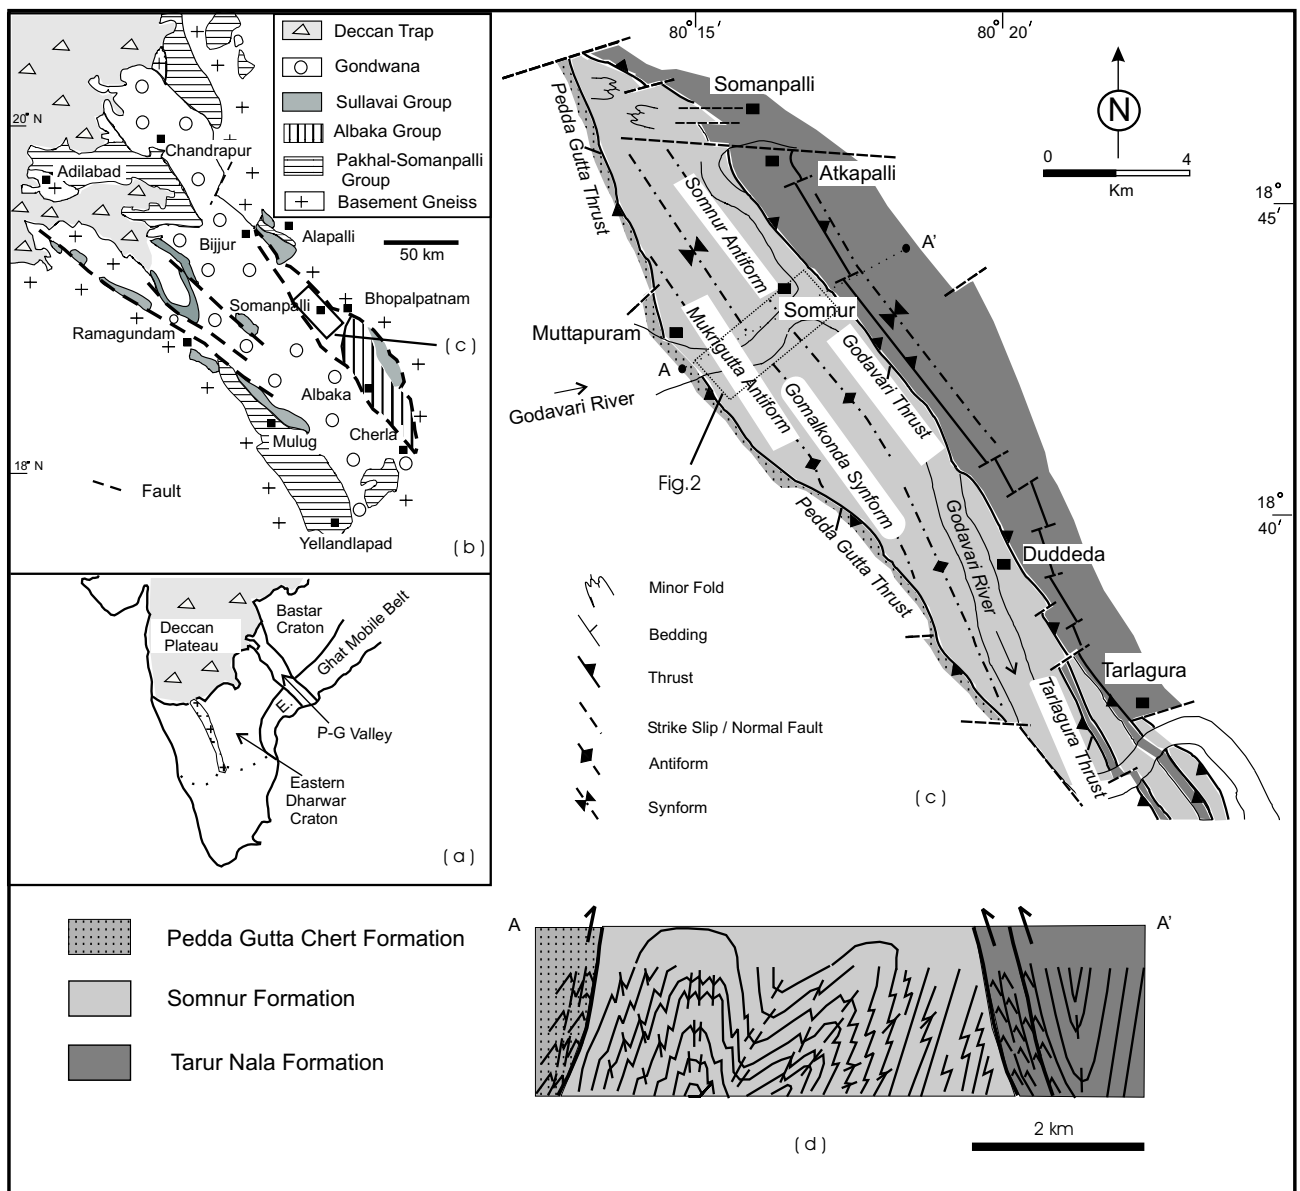 Deccan Trap
Gondwana
Sullavai Group
Albaka Group
Pakhal-Somanpalli
Group
Basement Gneiss
20° N
Chandrapur
Adilabad
Bijjur
Alapalli
50 km
Somanpalli
Bhopalpatnam
Ramagundam
( c )
Albaka
Mulug
Cherla
18° N
Fault
Yellandlapad
( b )
Deccan
Plateau
Bastar
Craton
E. Ghat Mobile Belt
P-G Valley
Eastern
Dharwar
Craton
( a )
80° 15'
80° 20'
N
0
4
Km
18°
45'
18°
40'
Somanpalli
Atkapalli
Pedda Gutta Thrust
Somnur Antiform
A'
Somnur
Muttapuram
Mukrigutta Antiform
Godavari Thrust
A
Godavari River
Gomalkonda Synform
Fig.2
Pedda Gutta Thrust
Godavari River
Duddeda
Tarlagura
Tarlagura Thrust
Minor Fold
Bedding
Thrust
Strike Slip / Normal Fault
Antiform
Synform
( c )
Pedda Gutta Chert Formation
Somnur Formation
Tarur Nala Formation
A
A'
2 km
( d )